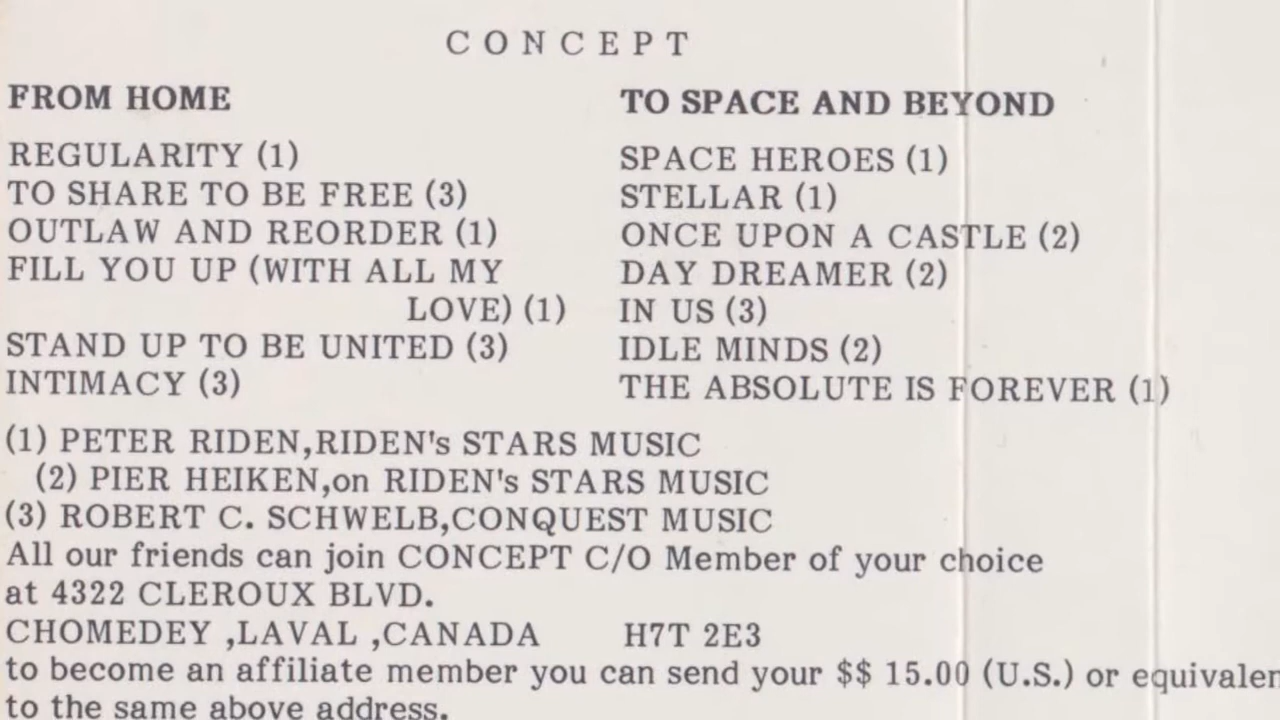 CONCEPT
FROM HOME
REGULARITY (1)
TO SHARE TO BE FREE (3)
OUTLAW AND REORDER (1)
FILL YOU UP (WITH ALL MY
LOVE) (1)
STAND UP TO BE UNITED (3)
INTIMACY (3)
TO SPACE AND BEYOND
SPACE HEROES (1)
STELLAR (1)
ONCE UPON A CASTLE (2)
DAY DREAMER (2)
IN US (3)
IDLE MINDS (2)
THE ABSOLUTE IS FOREVER (1)
(1) PETER RIDEN,RIDEN's STARS MUSIC
(2) PIER HEIKEN,on RIDEN's STARS MUSIC
(3) ROBERT C. SCHWELB,CONQUEST MUSIC
All our friends can join CONCEPT C/O Member of your choice
at 4322 CLEROUX BLVD.
CHOMEDEY ,LAVAL ,CANADA H7T 2E3
to become an affiliate member you can send your $$ 15.00 (U.S.) or equivalen
to the same above address.